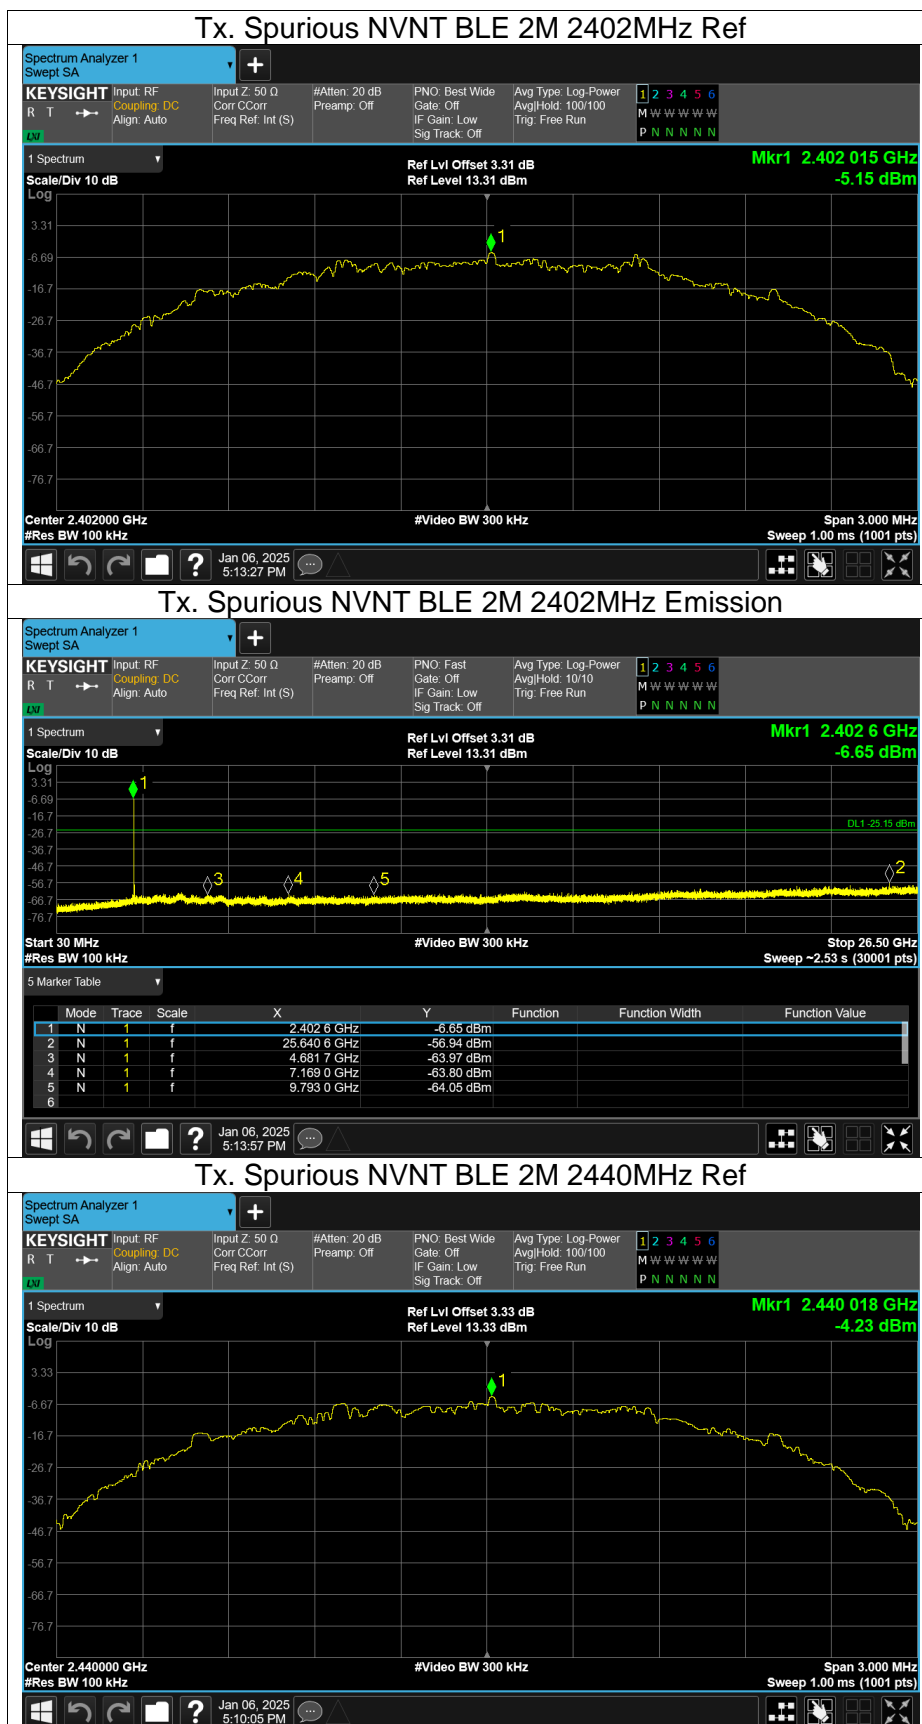 Tx. Spurious NVNT BLE 2M 2402MHz Ref
Spectrum Analyzer 1
Swept SA
KEYSIGHT
R T
LXI
Input: RF
Coupling: DC
Align: Auto
Input Z: 50 Ω
Corr CCorr
Freq Ref: Int (S)
#Atten: 20 dB
Preamp: Off
PNO: Best Wide
Gate: Off
IF Gain: Low
Sig Track: Off
Avg Type: Log-Power
Avg|Hold: 100/100
Trig: Free Run
1 2 3 4 5 6
M W W W W W
P N N N N N
1 Spectrum
Scale/Div 10 dB
Ref Lvl Offset 3.31 dB
Ref Level 13.31 dBm
Mkr1 2.402 015 GHz
-5.15 dBm
Log
3.31
-6.69
-16.7
-26.7
-36.7
-46.7
-56.7
-66.7
-76.7
1
Center 2.402000 GHz
#Res BW 100 kHz
#Video BW 300 kHz
Span 3.000 MHz
Sweep 1.00 ms (1001 pts)
Jan 06, 2025
5:13:27 PM
Tx. Spurious NVNT BLE 2M 2402MHz Emission
Spectrum Analyzer 1
Swept SA
KEYSIGHT
R T
LXI
Input: RF
Coupling: DC
Align: Auto
Input Z: 50 Ω
Corr CCorr
Freq Ref: Int (S)
#Atten: 20 dB
Preamp: Off
PNO: Fast
Gate: Off
IF Gain: Low
Sig Track: Off
Avg Type: Log-Power
Avg|Hold: 10/10
Trig: Free Run
1 2 3 4 5 6
M W W W W W
P N N N N N
1 Spectrum
Scale/Div 10 dB
Ref Lvl Offset 3.31 dB
Ref Level 13.31 dBm
Mkr1 2.402 6 GHz
-6.65 dBm
Log
3.31
-6.69
-16.7
-26.7
-36.7
-46.7
-56.7
-66.7
-76.7
1
DL1 -25.15 dBm
3
4
5
2
Start 30 MHz
#Res BW 100 kHz
#Video BW 300 kHz
Stop 26.50 GHz
Sweep ~2.53 s (30001 pts)
5 Marker Table
Mode Trace Scale X Y Function Function Width Function Value
1 N 1 f 2.402 6 GHz -6.65 dBm
2 N 1 f 25.640 6 GHz -56.94 dBm
3 N 1 f 4.681 7 GHz -63.97 dBm
4 N 1 f 7.169 0 GHz -63.80 dBm
5 N 1 f 9.793 0 GHz -64.05 dBm
6
Jan 06, 2025
5:13:57 PM
Tx. Spurious NVNT BLE 2M 2440MHz Ref
Spectrum Analyzer 1
Swept SA
KEYSIGHT
R T
LXI
Input: RF
Coupling: DC
Align: Auto
Input Z: 50 Ω
Corr CCorr
Freq Ref: Int (S)
#Atten: 20 dB
Preamp: Off
PNO: Best Wide
Gate: Off
IF Gain: Low
Sig Track: Off
Avg Type: Log-Power
Avg|Hold: 100/100
Trig: Free Run
1 2 3 4 5 6
M W W W W W
P N N N N N
1 Spectrum
Scale/Div 10 dB
Ref Lvl Offset 3.33 dB
Ref Level 13.33 dBm
Mkr1 2.440 018 GHz
-4.23 dBm
Log
3.33
-6.67
-16.7
-26.7
-36.7
-46.7
-56.7
-66.7
-76.7
1
Center 2.440000 GHz
#Res BW 100 kHz
#Video BW 300 kHz
Span 3.000 MHz
Sweep 1.00 ms (1001 pts)
Jan 06, 2025
5:10:05 PM